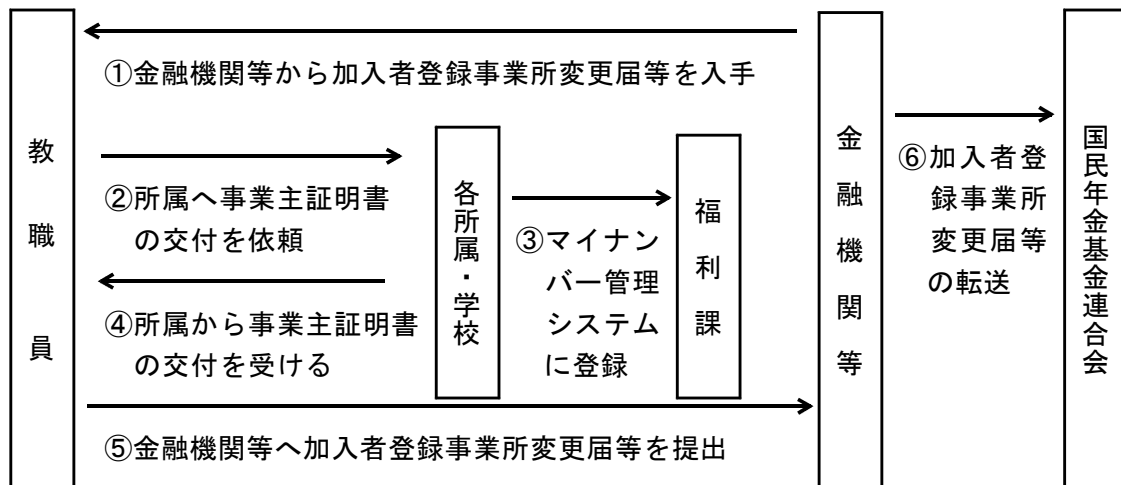 教職員
①金融機関等から加入者登録事業所変更届等を入手
②所属へ事業主証明書
の交付を依頼
各所属・学校
③マイナン
バー管理
システム
に登録
福利課
④所属から事業主証明書
の交付を受ける
⑤金融機関等へ加入者登録事業所変更届等を提出
金融機関等
⑥加入者登
録事業所
変更届等
の転送
国民年金基金連合会